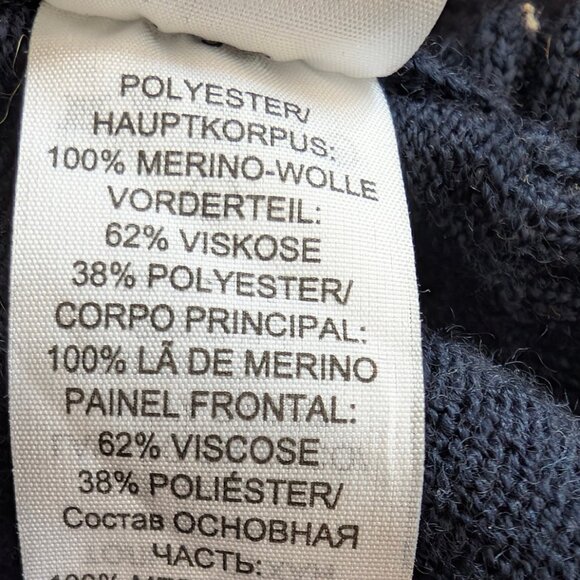 POLYESTER/
HAUPTKORPUS:
100% MERINO-WOLLE
VORDERTEIL:
62% VISKOSE
38% POLYESTER/
CORPO PRINCIPAL:
100% LÃ DE MERINO
PAINEL FRONTAL:
62% VISCOSE
38% POLIÉSTER/
Состав ОСНОВНАЯ
ЧАСТЬ: